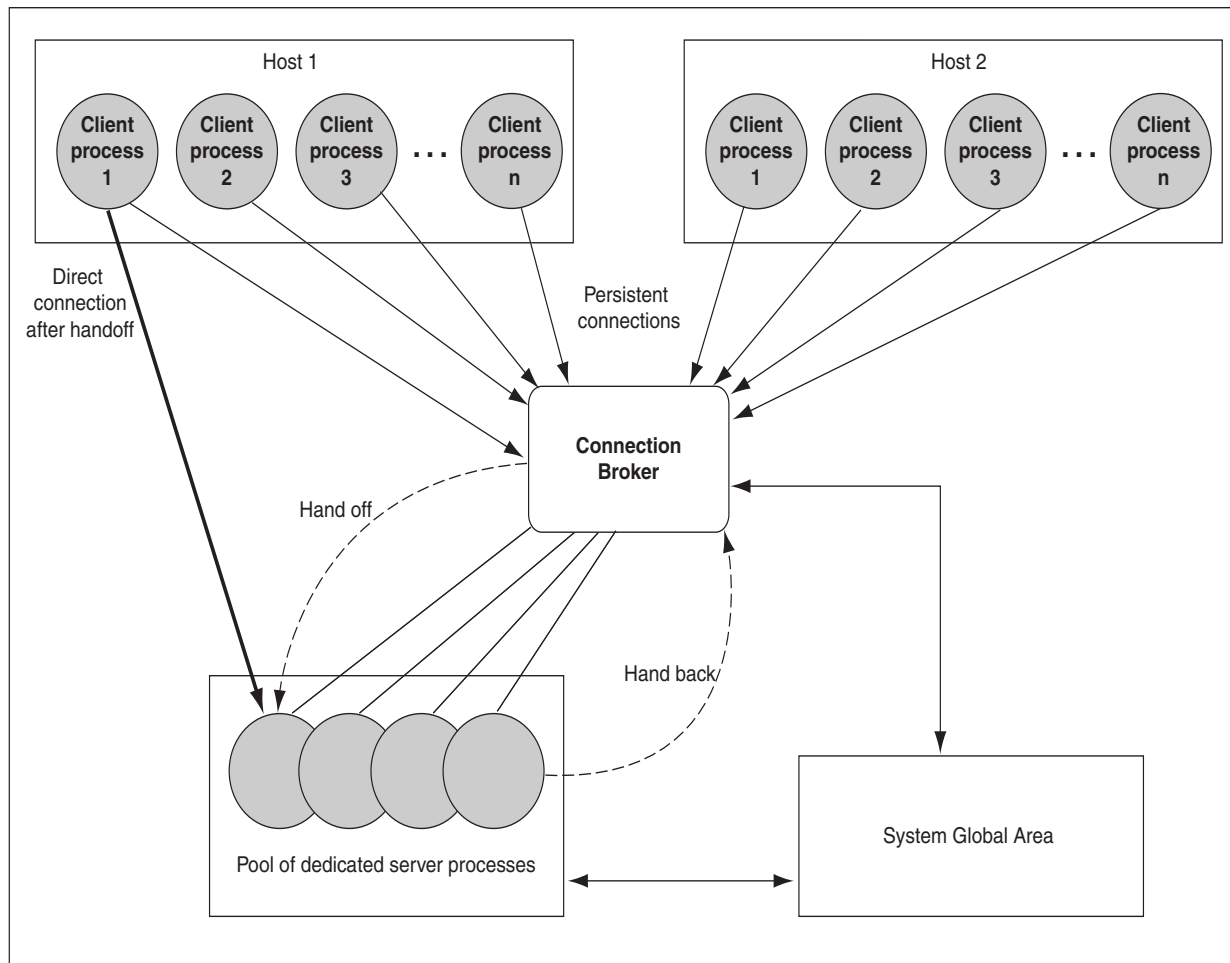 Host 1
Client
process
1
Client
process
2
Client
process
3
...
Client
process
n
Host 2
Client
process
1
Client
process
2
Client
process
3
...
Client
process
n
Direct
connection
after handoff
Persistent
connections
Connection
Broker
Hand off
Hand back
Pool of dedicated server processes
System Global Area